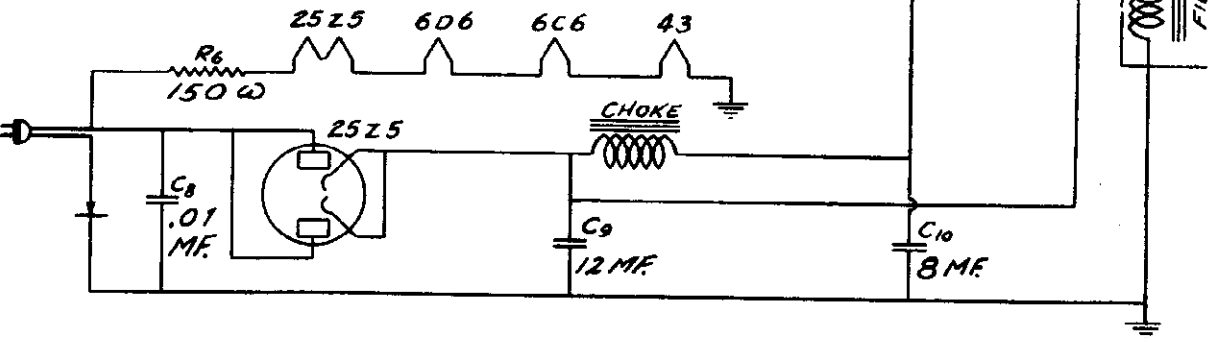 25Z5 6D6 6C6 43
R6
150 ω
CHOKE
25Z5
C8
.01
MF.
C9
12 MF.
C10
8 MF.